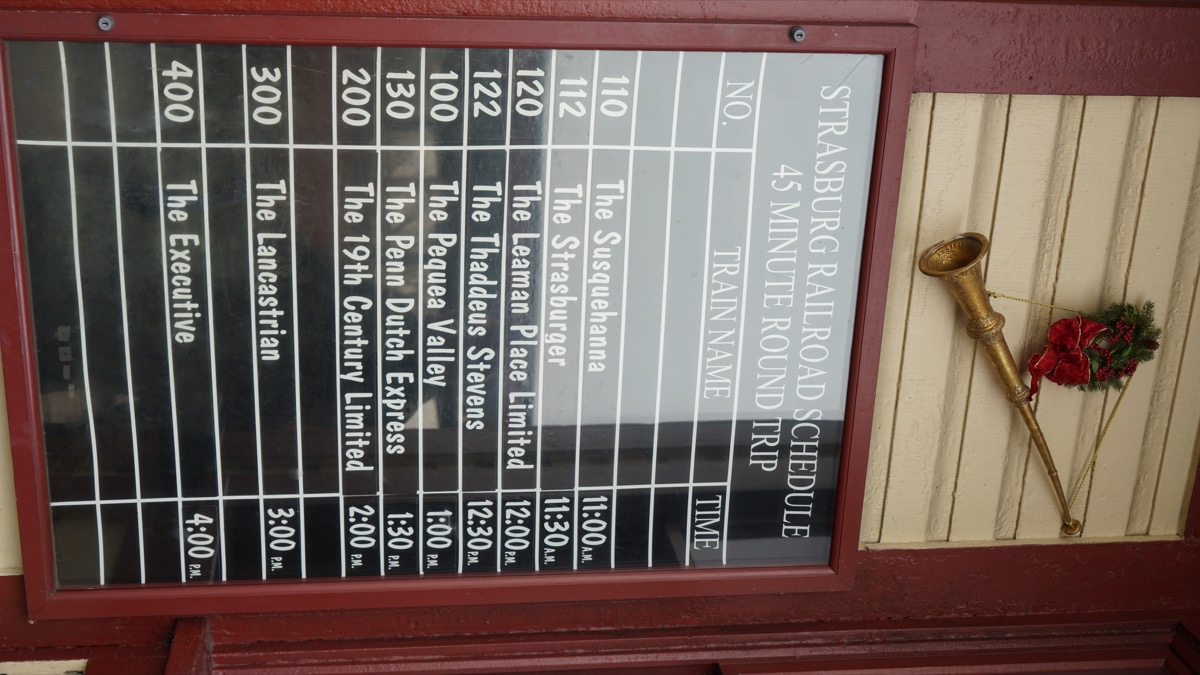 STRASBURG RAILROAD SCHEDULE
45 MINUTE ROUND TRIP
NO. TRAIN NAME TIME
110 The Susquehanna 11:00 A.M.
112 The Strasburger 11:30 A.M.
120 The Leaman Place Limited 12:00 P.M.
122 The Thaddeus Stevens 12:30 P.M.
100 The Pequea Valley 1:00 P.M.
130 The Penn Dutch Express 1:30 P.M.
200 The 19th Century Limited 2:00 P.M.
300 The Lancastrian 3:00 P.M.
400 The Executive 4:00 P.M.